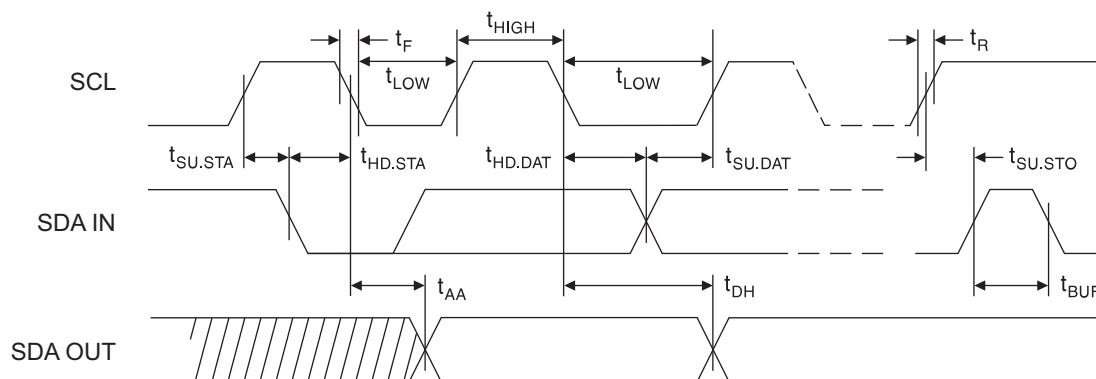 t_HIGH
t_F
t_R
SCL
t_LOW
t_LOW
t_SU.STA
t_HD.STA
t_HD.DAT
t_SU.DAT
t_SU.STO
SDA IN
t_AA
t_DH
t_BUF
SDA OUT